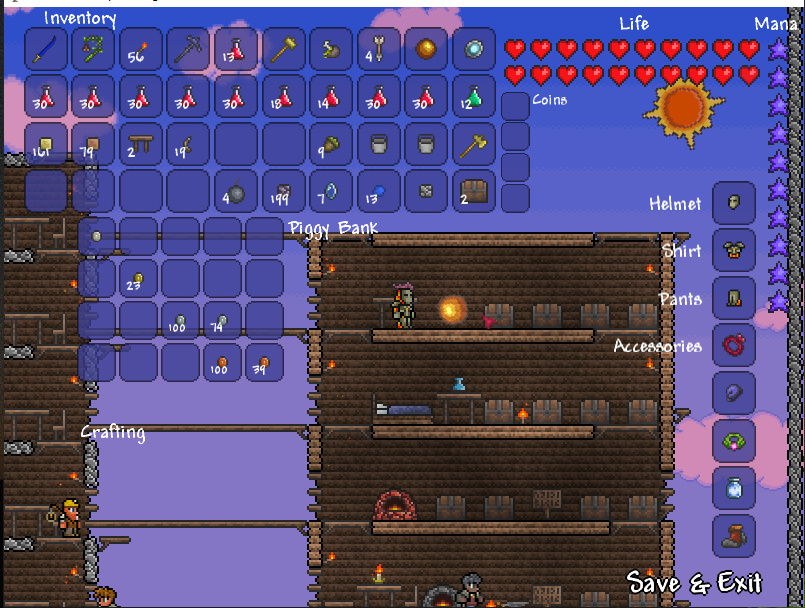 Inventory
Life
Mana
56
13
4
30
30
30
30
30
18
14
30
30
12
Coins
161
79
2
19
9
4
199
7
13
2
Helmet
Piggy Bank
Shirt
23
Pants
100
74
Accessories
100
39
Crafting
Save & Exit